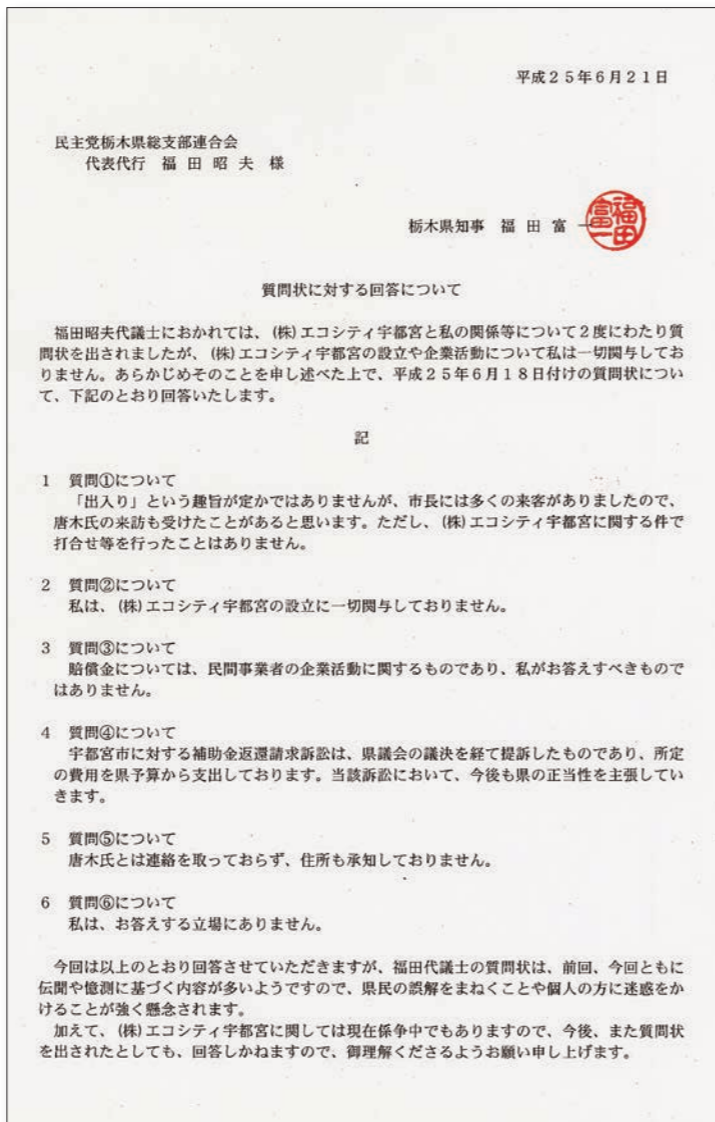 平成25年6月21日
民主党栃木県総支部連合会
代表代行 福田昭夫 様
栃木県知事 福田富一
福田富一
質問状に対する回答について
福田昭夫代議士におかれては、(株)エコシティ宇都宮と私の関係等について2度にわたり質
問状を出されましたが、(株)エコシティ宇都宮の設立や企業活動について私は一切関与してお
りません。あらかじめそのことを申し述べた上で、平成25年6月18日付けの質問状につい
て、下記のとおり回答いたします。
記
1 質問①について
「出入り」という趣旨が定かではありませんが、市長には多くの来客がありましたので、
唐木氏の来訪も受けたことがあると思います。ただし、(株)エコシティ宇都宮に関する件で
打合せ等を行ったことはありません。
2 質問②について
私は、(株)エコシティ宇都宮の設立に一切関与しておりません。
3 質問③について
賠償金については、民間事業者の企業活動に関するものであり、私がお答えすべきもので
はありません。
4 質問④について
宇都宮市に対する補助金返還請求訴訟は、県議会の議決を経て提訴したものであり、所定
の費用を県予算から支出しております。当該訴訟において、今後も県の正当性を主張してい
きます。
5 質問⑤について
唐木氏とは連絡を取っておらず、住所も承知しておりません。
6 質問⑥について
私は、お答えする立場にありません。
今回は以上のとおり回答させていただきますが、福田代議士の質問状は、前回、今回ともに
伝聞や憶測に基づく内容が多いようですので、県民の誤解をまねくことや個人の方に迷惑をか
けることが強く懸念されます。
加えて、(株)エコシティ宇都宮に関しては現在係争中でもありますので、今後、また質問状
を出されたとしても、回答しかねますので、御理解くださるようお願い申し上げます。